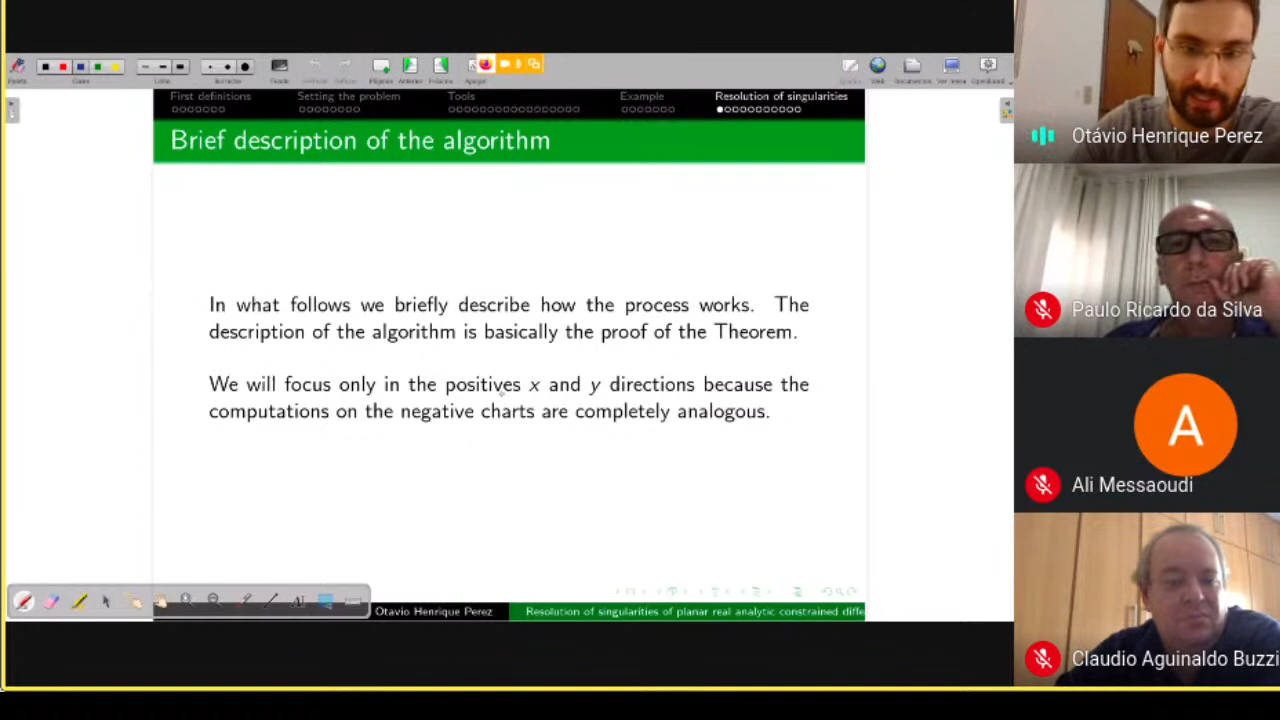 First definitions
Setting the problem
Tools
Example
Resolution of singularities
Brief description of the algorithm
In what follows we briefly describe how the process works. The
description of the algorithm is basically the proof of the Theorem.
We will focus only in the positives x and y directions because the
computations on the negative charts are completely analogous.
Otavio Henrique Perez
Resolution of singularities of planar real analytic constrained diffe
Otávio Henrique Perez
Paulo Ricardo da Silva
A
Ali Messaoudi
Claudio Aguinaldo Buzzi